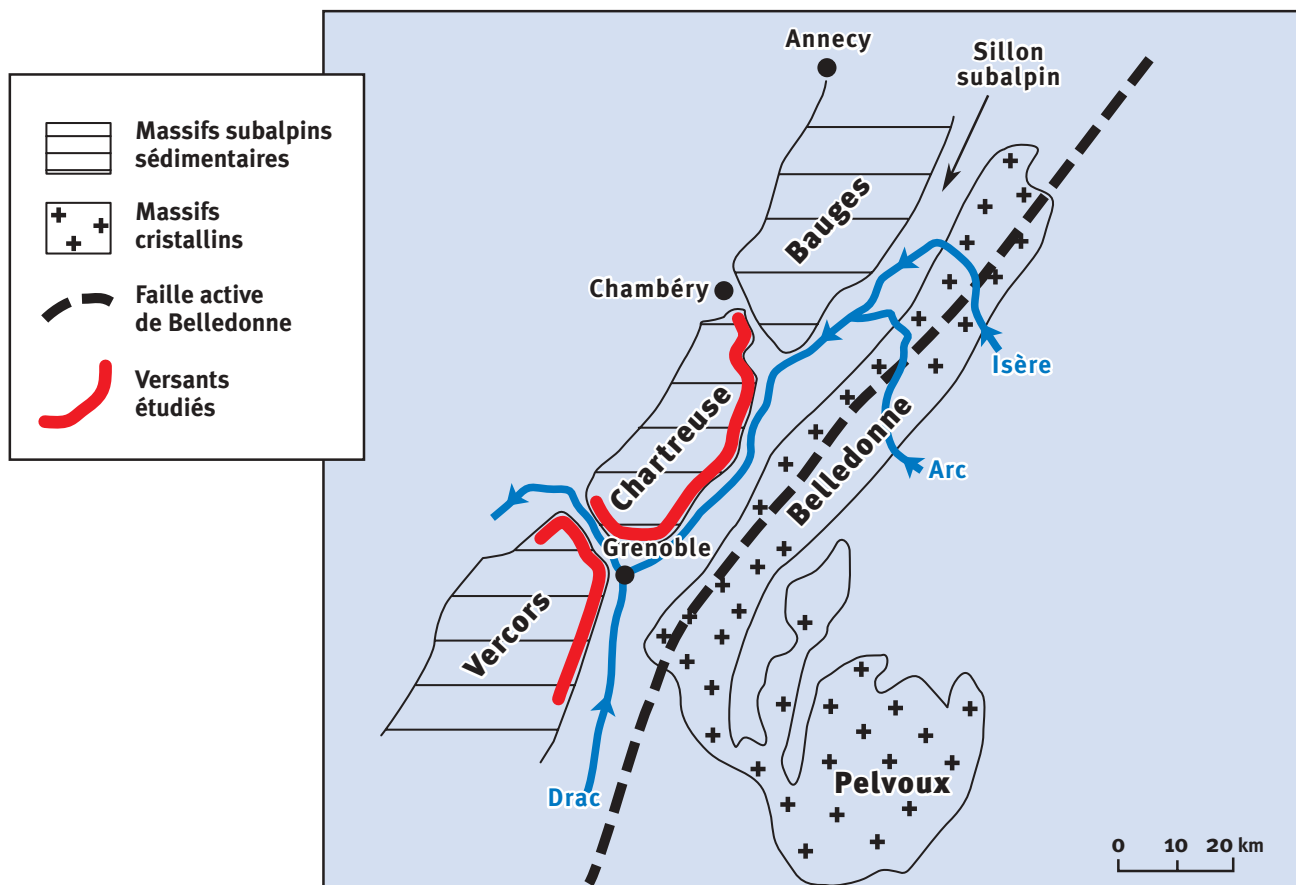 Massifs subalpins
sédimentaires
Massifs
cristallins
Faille active
de Belledonne
Versants
étudiés
Annecy
Sillon
subalpin
Bauges
Chambéry
Isère
Chartreuse
Belledonne
Arc
Grenoble
Vercors
Drac
Pelvoux
0 10 20 km